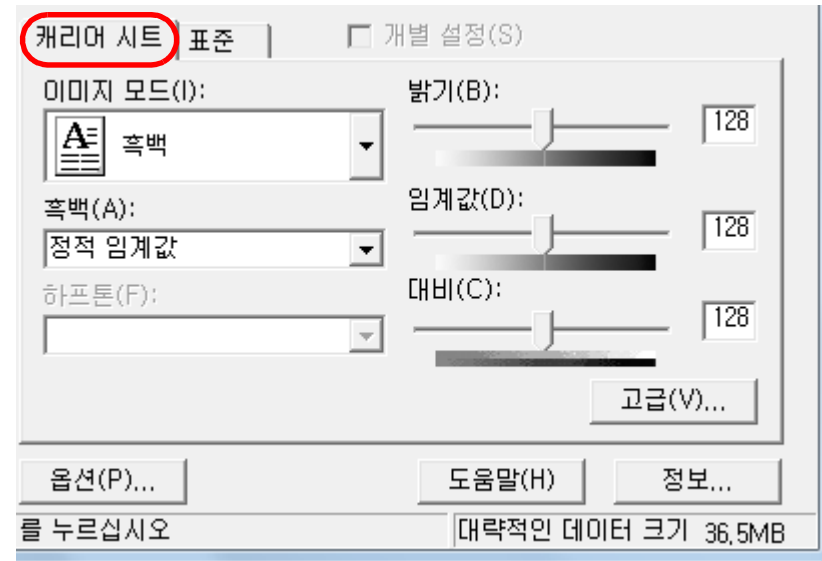 캐리어 시트 표준 개별 설정(S)
이미지 모드(I):
흑백
흑백(A):
정적 임계값
하프톤(F):
밝기(B):
128
임계값(D):
128
대비(C):
128
고급(V)...
옵션(P)... 도움말(H) 정보...
를 누르십시오 대략적인 데이터 크기 36,5MB